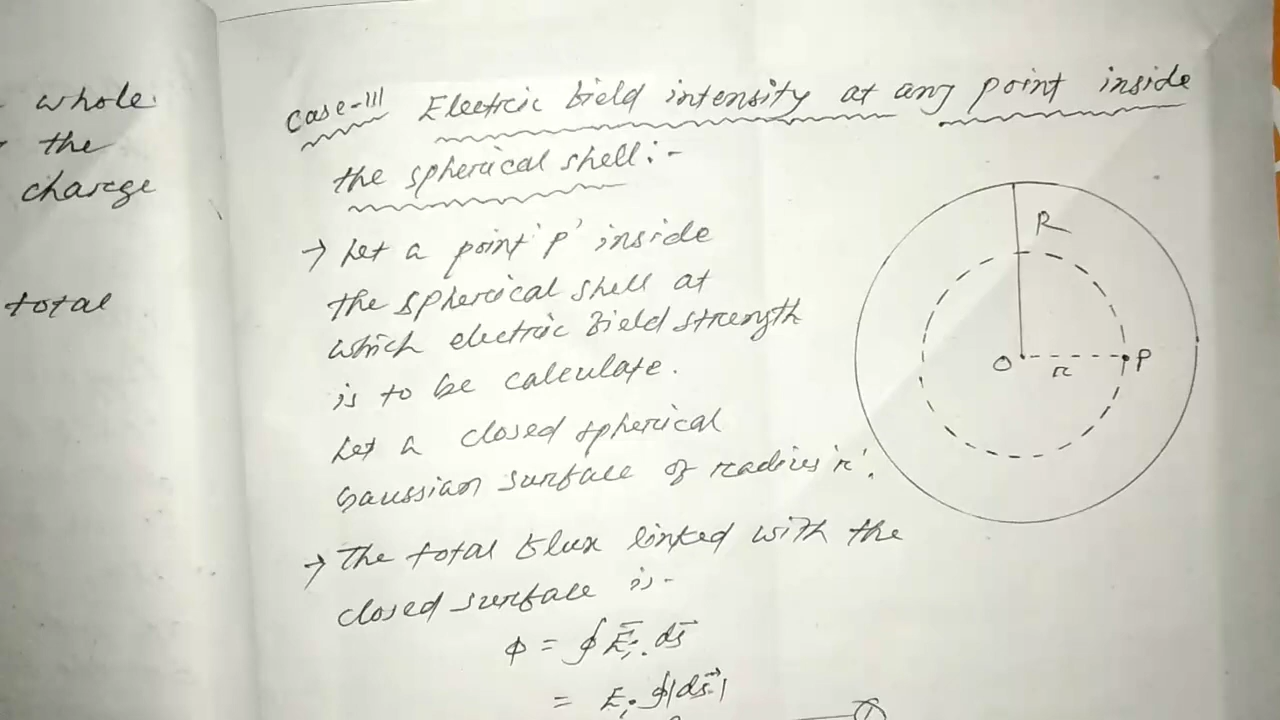 whole
the
charge
total
Case-III Electric field intensity at any point inside
the spherical shell:-
→ Let a point 'P' inside
the spherical shell at
which electric field strength
is to be calculate.
Let a closed spherical
Gaussian surface of radius 'r'.
→ The total flux linked with the
closed surface is -
ϕ = ∮ E⃗i . ds⃗
= Ei ∮|ds⃗|
R
O
r
P